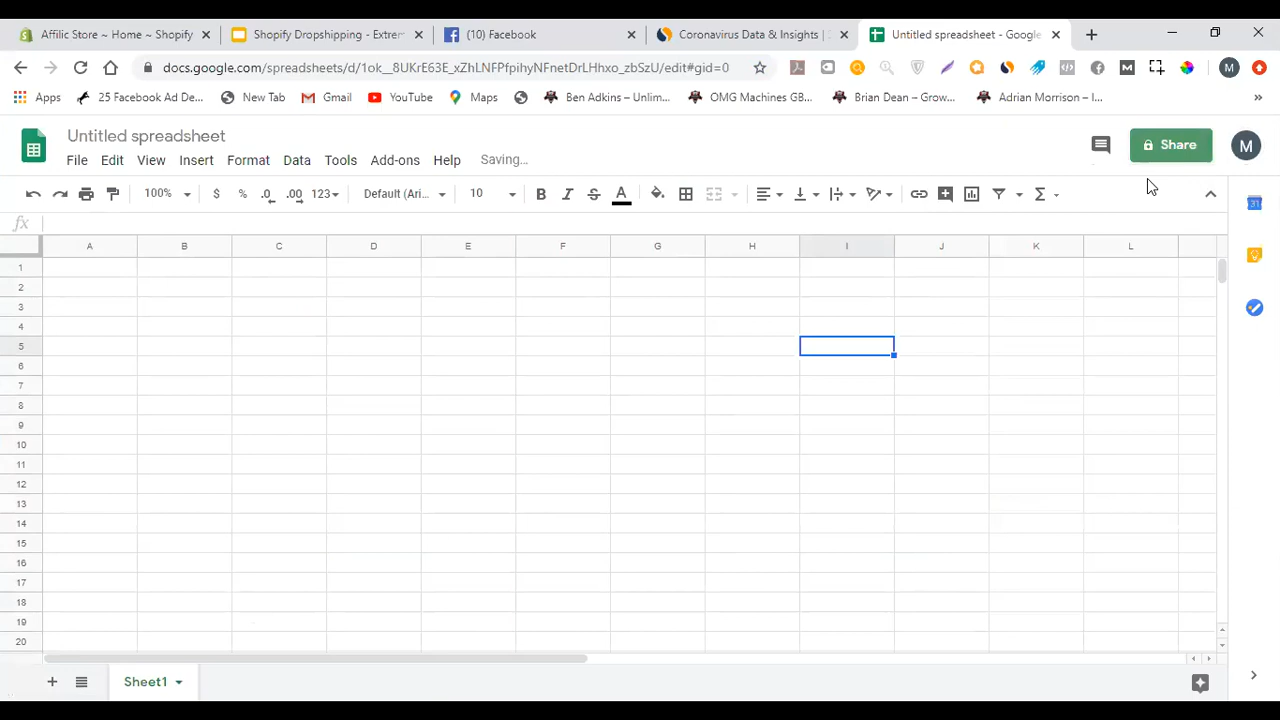 Affilic Store ~ Home ~ Shopify
Shopify Dropshipping - Extrem
(10) Facebook
Coronavirus Data & Insights |
Untitled spreadsheet - Google
docs.google.com/spreadsheets/d/1ok__8UKrE63E_xZhLNFPfpihyNFnetDrLHhxo_zbSzU/edit#gid=0
M
Apps
25 Facebook Ad De...
New Tab
Gmail
YouTube
Maps
Ben Adkins – Unlim...
OMG Machines GB...
Brian Dean – Grow...
Adrian Morrison – I...
»
Untitled spreadsheet
File Edit View Insert Format Data Tools Add-ons Help Saving...
Share
M
100% $ % .0 .00 123 Default (Ari... 10 B I S A Σ
31
fx
A B C D E F G H I J K L
1
2
3
4
5
6
7
8
9
10
11
12
13
14
15
16
17
18
19
20
Sheet1